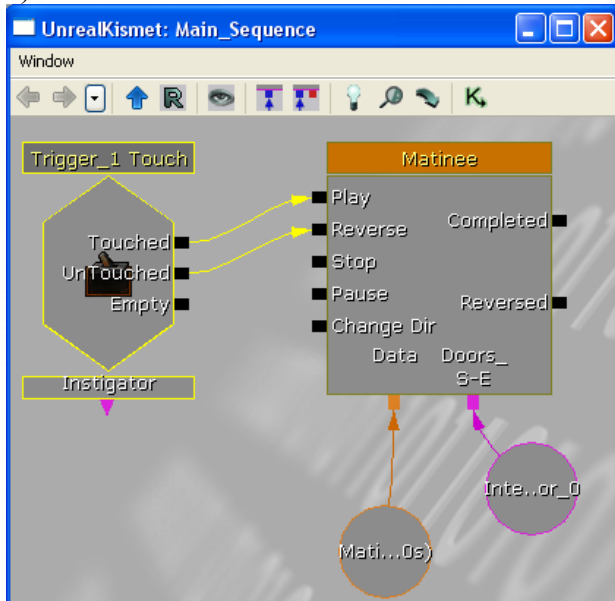 UnrealKismet: Main_Sequence
Window
R
K
Trigger_1 Touch
Touched
UnTouched
Empty
Instigator
Matinee
Play
Reverse
Stop
Pause
Change Dir
Completed
Reversed
Data
Doors_
S-E
Inte..or_0
Mati...0s)